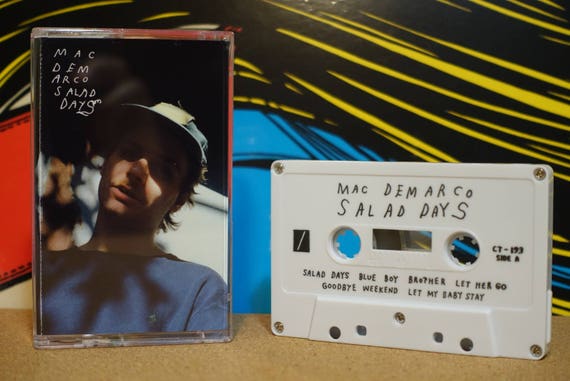 MAC
DEM
ARCO
SALAD
DAYS
MAC DEMARCO
SALAD DAYS
CT-193
SIDE A
SALAD DAYS BLUE BOY BROTHER LET HER GO
GOODBYE WEEKEND LET MY BABY STAY